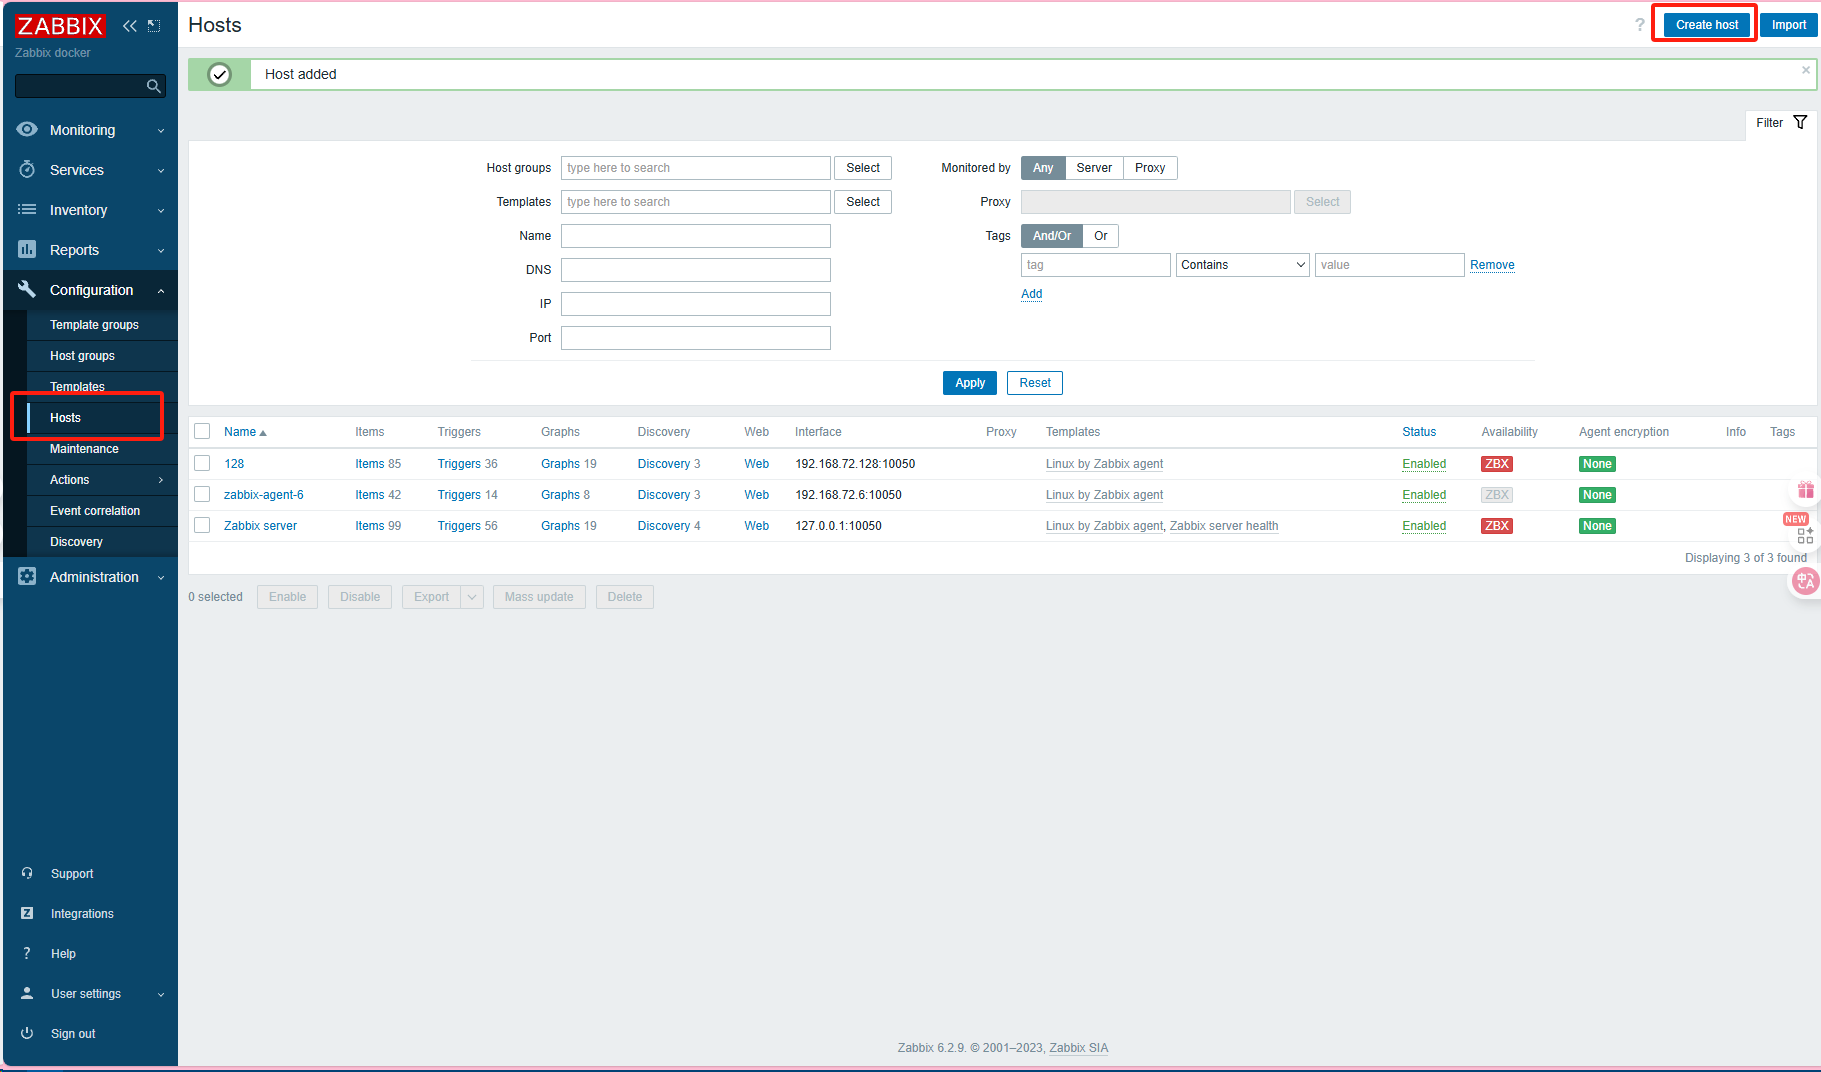 ZABBIX
Zabbix docker
Monitoring
Services
Inventory
Reports
Configuration
Template groups
Host groups
Templates
Hosts
Maintenance
Actions
Event correlation
Discovery
Administration
Support
Integrations
? Help
User settings
Sign out
Hosts
? Create host Import
Host added
Filter
Host groups type here to search Select
Templates type here to search Select
Name
DNS
IP
Port
Monitored by Any Server Proxy
Proxy Select
Tags And/Or Or
tag Contains value Remove
Add
Apply Reset
Name Items Triggers Graphs Discovery Web Interface Proxy Templates Status Availability Agent encryption Info Tags
128 Items 85 Triggers 36 Graphs 19 Discovery 3 Web 192.168.72.128:10050 Linux by Zabbix agent Enabled ZBX None
zabbix-agent-6 Items 42 Triggers 14 Graphs 8 Discovery 3 Web 192.168.72.6:10050 Linux by Zabbix agent Enabled ZBX None
Zabbix server Items 99 Triggers 56 Graphs 19 Discovery 4 Web 127.0.0.1:10050 Linux by Zabbix agent, Zabbix server health Enabled ZBX None
Displaying 3 of 3 found
0 selected Enable Disable Export Mass update Delete
NEW
中A
Zabbix 6.2.9. © 2001–2023, Zabbix SIA